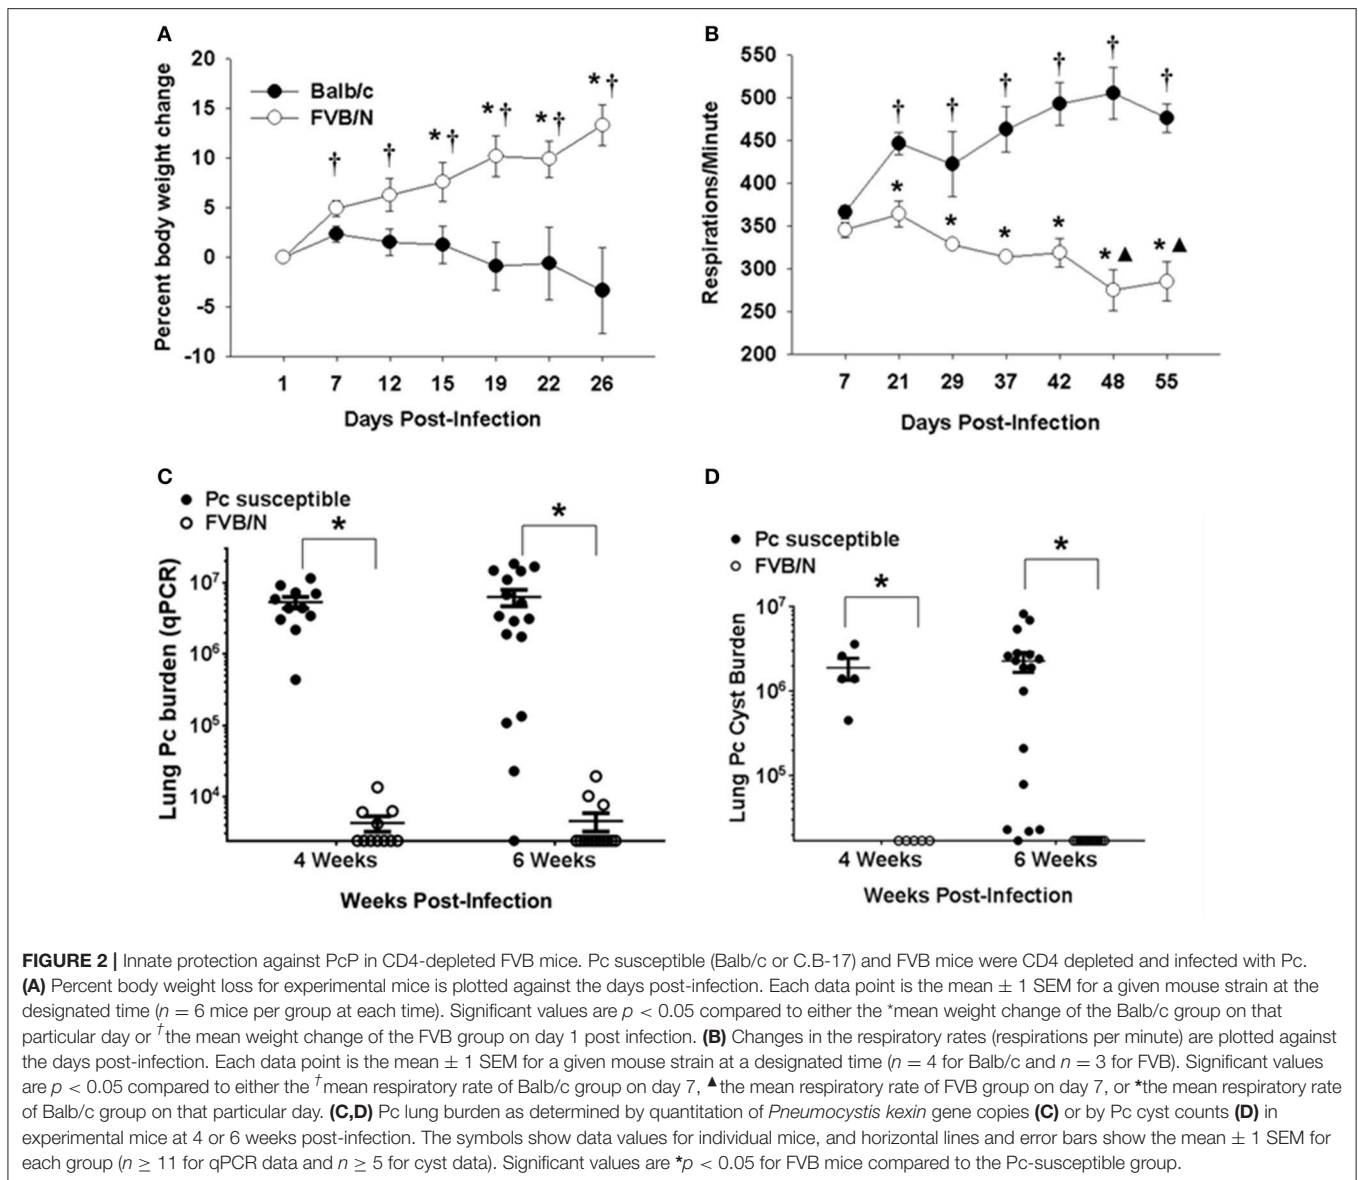 A
20
15
10
5
0
-5
-10
Percent body weight change
Balb/c
FVB/N
†
†
* †
* †
* †
* †
1 7 12 15 19 22 26
Days Post-Infection
B
550
500
450
400
350
300
250
200
Respirations/Minute
† † † † † †
* * * * * ▲ * ▲
7 21 29 37 42 48 55
Days Post-Infection
C
Pc susceptible
FVB/N
* *
10^7
10^6
10^5
10^4
Lung Pc burden (qPCR)
4 Weeks 6 Weeks
Weeks Post-Infection
D
Pc susceptible
FVB/N
* *
10^7
10^6
10^5
Lung Pc Cyst Burden
4 Weeks 6 Weeks
Weeks Post-Infection
FIGURE 2 | Innate protection against PcP in CD4-depleted FVB mice. Pc susceptible (Balb/c or C.B-17) and FVB mice were CD4 depleted and infected with Pc.
(A) Percent body weight loss for experimental mice is plotted against the days post-infection. Each data point is the mean ± 1 SEM for a given mouse strain at the
designated time (n = 6 mice per group at each time). Significant values are p < 0.05 compared to either the *mean weight change of the Balb/c group on that
particular day or †the mean weight change of the FVB group on day 1 post infection. (B) Changes in the respiratory rates (respirations per minute) are plotted against
the days post-infection. Each data point is the mean ± 1 SEM for a given mouse strain at a designated time (n = 4 for Balb/c and n = 3 for FVB). Significant values
are p < 0.05 compared to either the †mean respiratory rate of Balb/c group on day 7, ▲the mean respiratory rate of FVB group on day 7, or *the mean respiratory rate
of Balb/c group on that particular day. (C,D) Pc lung burden as determined by quantitation of Pneumocystis kexin gene copies (C) or by Pc cyst counts (D) in
experimental mice at 4 or 6 weeks post-infection. The symbols show data values for individual mice, and horizontal lines and error bars show the mean ± 1 SEM for
each group (n ≥ 11 for qPCR data and n ≥ 5 for cyst data). Significant values are *p < 0.05 for FVB mice compared to the Pc-susceptible group.